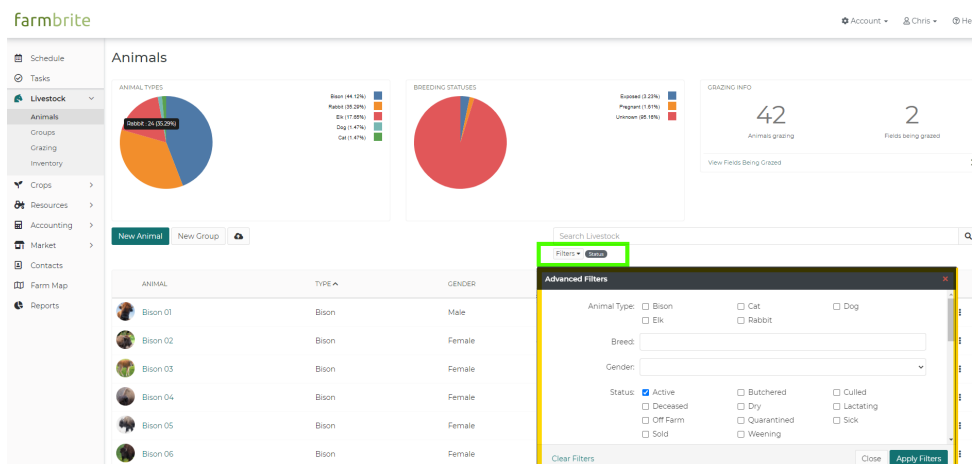 farmbrite
Account
Chris
He
Schedule
Tasks
Livestock
Animals
Groups
Grazing
Inventory
Crops
Resources
Accounting
Market
Contacts
Farm Map
Reports
Animals
ANIMAL TYPES
Bison (44.12%)
Rabbit (35.29%)
Elk (17.65%)
Dog (1.47%)
Cat (1.47%)
Rabbit : 24 (35.29%)
BREEDING STATUSES
Exposed (3.23%)
Pregnant (1.61%)
Unknown (95.16%)
GRAZING INFO
42
Animals grazing
2
Fields being grazed
View Fields Being Grazed
New Animal
New Group
Search Livestock
Filters
Status
ANIMAL TYPE GENDER
Bison 01 Bison Male
Bison 02 Bison Female
Bison 03 Bison Female
Bison 04 Bison Female
Bison 05 Bison Female
Bison 06 Bison Female
Advanced Filters
Animal Type: Bison Cat Dog
Elk Rabbit
Breed:
Gender:
Status: Active Butchered Culled
Deceased Dry Lactating
Off Farm Quarantined Sick
Sold Weening
Clear Filters Close Apply Filters